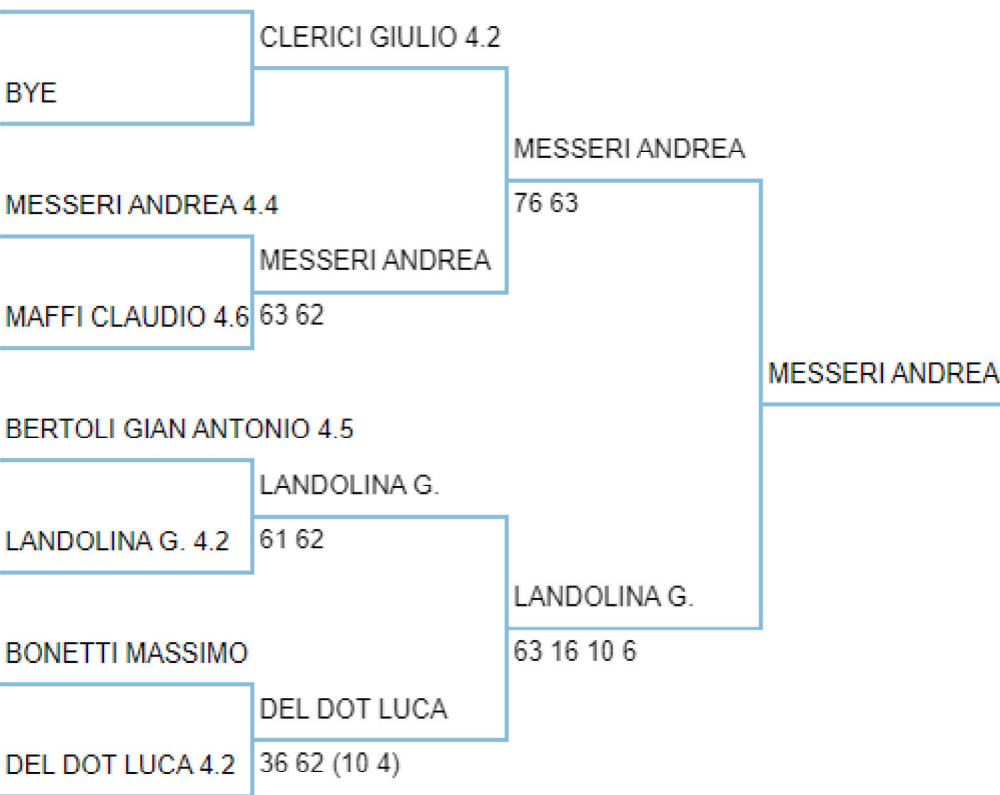 CLERICI GIULIO 4.2
BYE
MESSERI ANDREA
76 63
MESSERI ANDREA 4.4
MESSERI ANDREA
63 62
MAFFI CLAUDIO 4.6
MESSERI ANDREA
BERTOLI GIAN ANTONIO 4.5
LANDOLINA G.
61 62
LANDOLINA G. 4.2
LANDOLINA G.
63 16 10 6
BONETTI MASSIMO
DEL DOT LUCA
36 62 (10 4)
DEL DOT LUCA 4.2